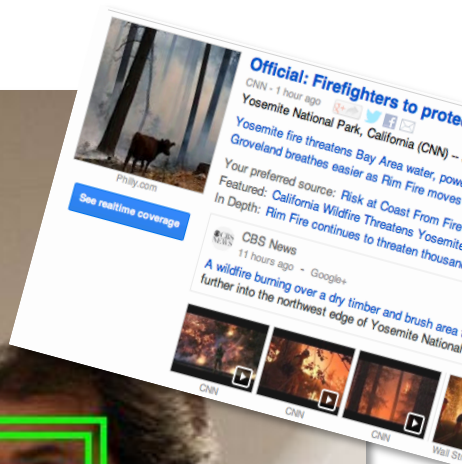 Official: Firefighters to prote
CNN - 1 hour ago
Yosemite National Park, California (CNN) --
Yosemite fire threatens Bay Area water, powe
Groveland breathes easier as Rim Fire moves
Your preferred source: Risk at Coast From Fire
Featured: California Wildfire Threatens Yosemite
In Depth: Rim Fire continues to threaten thousan
Philly.com
See realtime coverage
CBS NEWS
CBS News
11 hours ago - Google+
A wildfire burning over a dry timber and brush area
further into the northwest edge of Yosemite National
CNN
CNN
CNN
Wall St